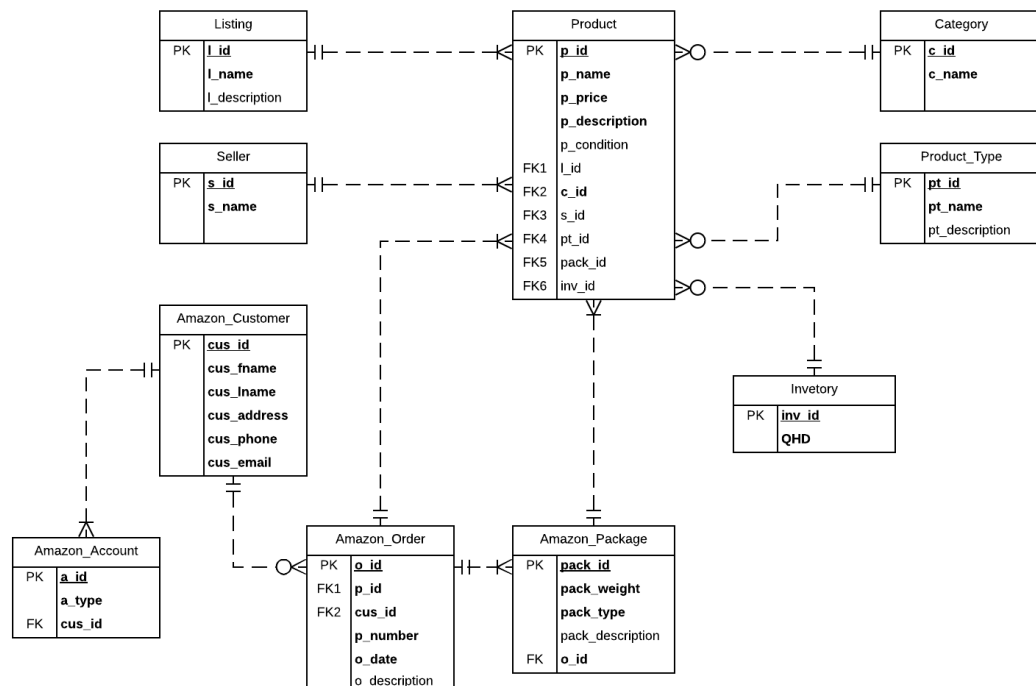 Listing
PK l_id
l_name
l_description
Product
PK p_id
p_name
p_price
p_description
p_condition
FK1 l_id
FK2 c_id
FK3 s_id
FK4 pt_id
FK5 pack_id
FK6 inv_id
Category
PK c_id
c_name
Seller
PK s_id
s_name
Product_Type
PK pt_id
pt_name
pt_description
Amazon_Customer
PK cus_id
cus_fname
cus_lname
cus_address
cus_phone
cus_email
Invetory
PK inv_id
QHD
Amazon_Account
PK a_id
a_type
FK cus_id
Amazon_Order
PK o_id
FK1 p_id
FK2 cus_id
p_number
o_date
o_description
Amazon_Package
PK pack_id
pack_weight
pack_type
pack_description
FK o_id